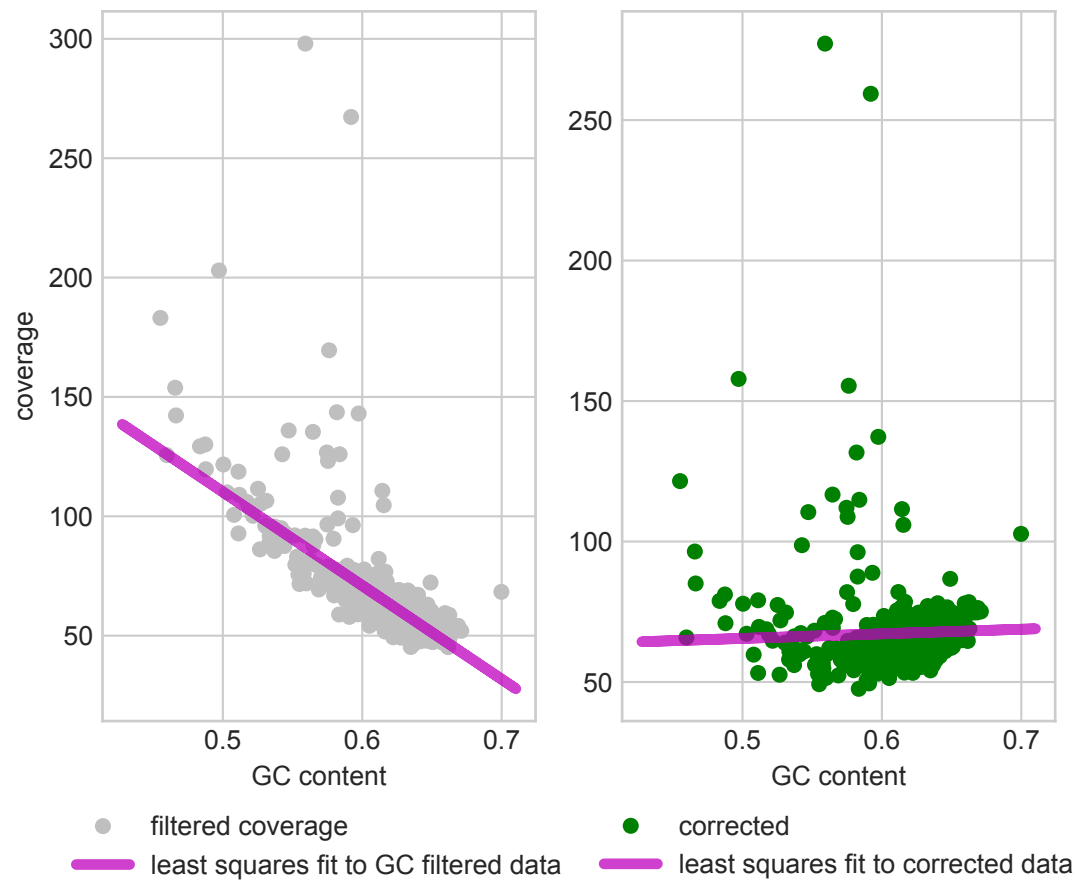 300
250
200
150
100
50
coverage
0.5 0.6 0.7
GC content
250
200
150
100
50
0.5 0.6 0.7
GC content
filtered coverage
least squares fit to GC filtered data
corrected
least squares fit to corrected data